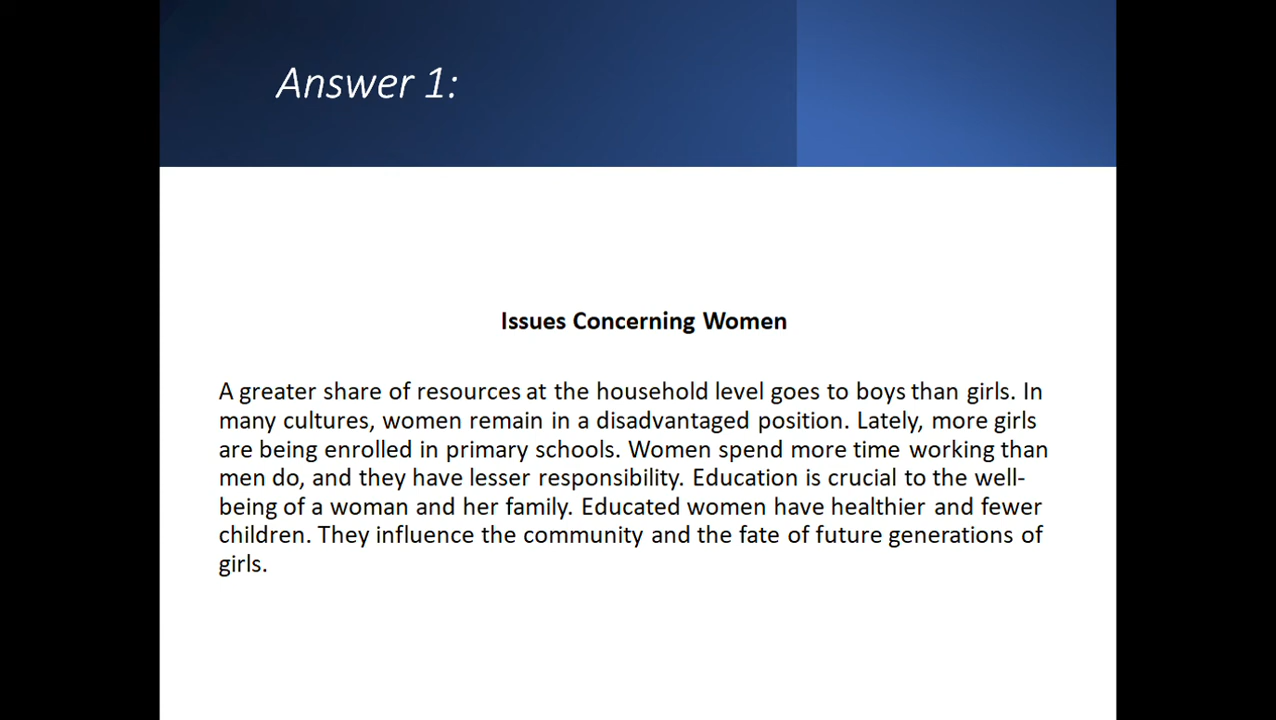 Answer 1:
Issues Concerning Women
A greater share of resources at the household level goes to boys than girls. In
many cultures, women remain in a disadvantaged position. Lately, more girls
are being enrolled in primary schools. Women spend more time working than
men do, and they have lesser responsibility. Education is crucial to the well-
being of a woman and her family. Educated women have healthier and fewer
children. They influence the community and the fate of future generations of
girls.